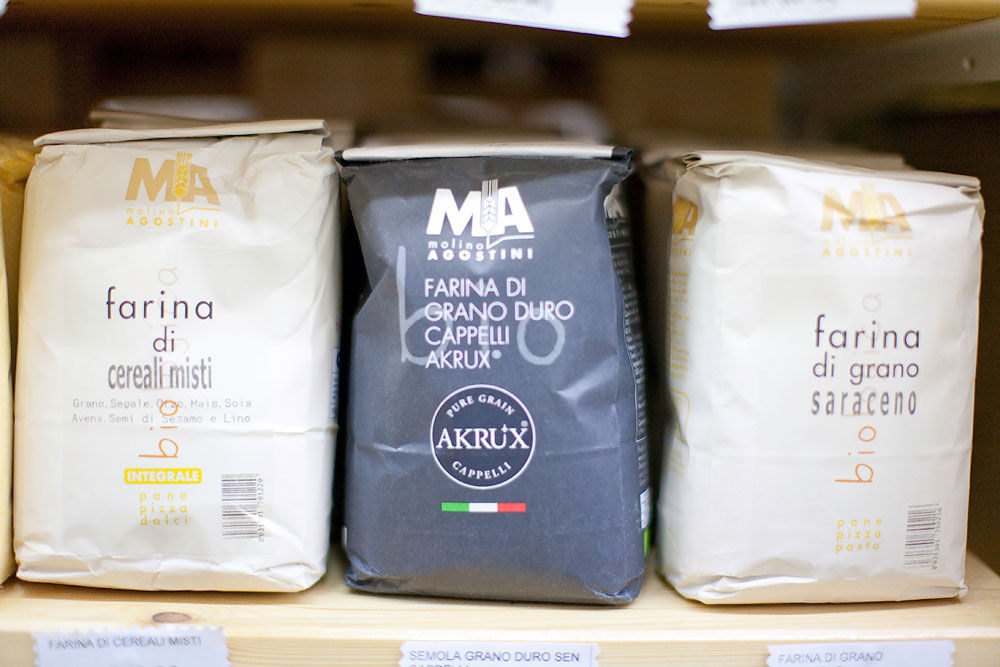 MA
molino
AGOSTINI
farina
di
cereali misti
Grano, Segale, Orzo, Mais, Soia
Avena, Semi di Sesamo e Lino
INTEGRALE
pane
pizza
dolci
MA
molino
AGOSTINI
b.o
FARINA DI
GRANO DURO
CAPPELLI
AKRUX
PURE GRAIN
AKRUX®
CAPPELLI
MA
molino
AGOSTINI
farina
di grano
saraceno
bio
pane
pizza
pasta
FARINA DI CEREALI MISTI
SEMOLA GRANO DURO SEN
CAPPELLI
FARINA DI GRANO